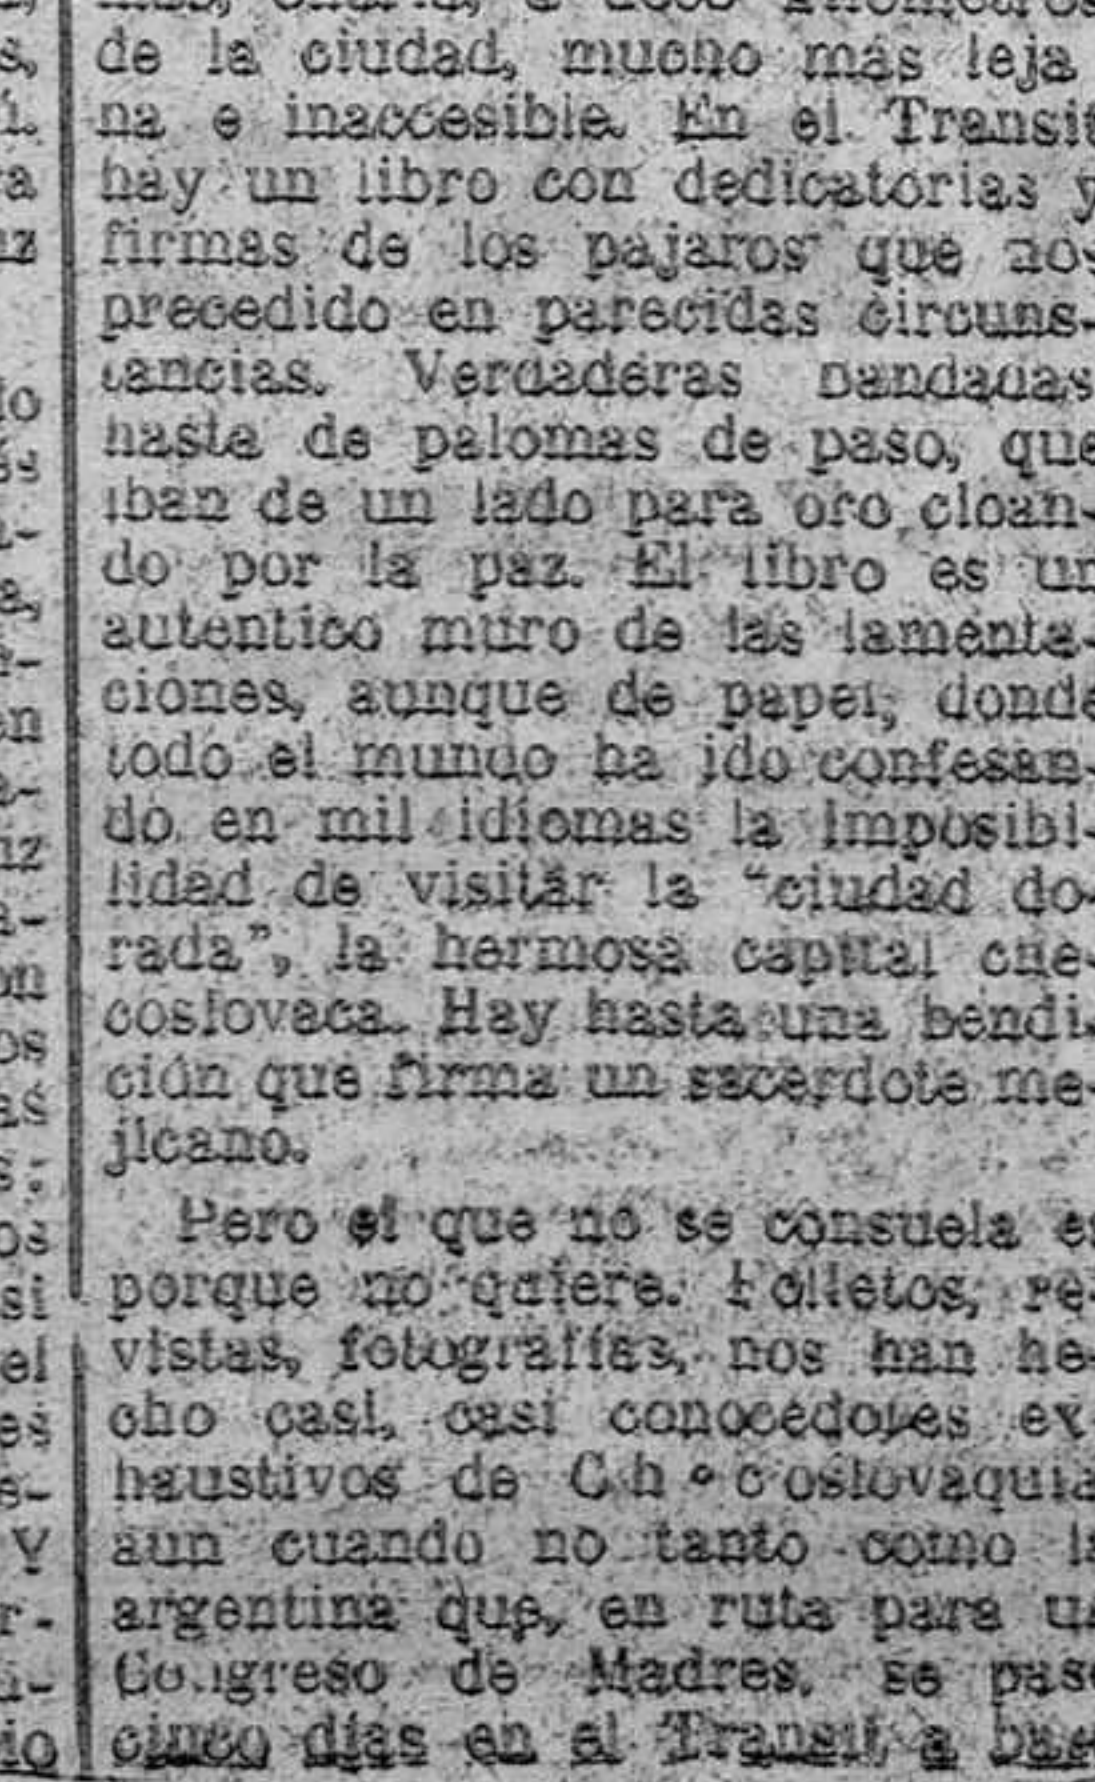 de la ciudad, mucho más leja
na e inaccesible. En el Transit
hay un libro con dedicatorias y
firmas de los pájaros que nos
precedido en parecidas circuns-
tancias. Verdaderas bandadas
hasta de palomas de paso, que
iban de un lado para oro cloan-
do por la paz. El libro es un
autentico muro de las lamenta-
ciones, aunque de papel, donde
todo el mundo ha ido confesan-
do en mil idiomas la imposibi-
lidad de visitar la “ciudad do-
rada”, la hermosa capital che-
coslovaca. Hay hasta una bendi-
ción que firma un sacerdote me-
jicano.
Pero el que no se consuela es
porque no quiere. Folletos, re-
vistas, fotografías, nos han he-
cho casi, casi conocedores ex-
haustivos de Checoslovaquia
aun cuando no tanto como la
argentina que, en ruta para un
Congreso de Madres, se pasó
cinco días en el Transit a